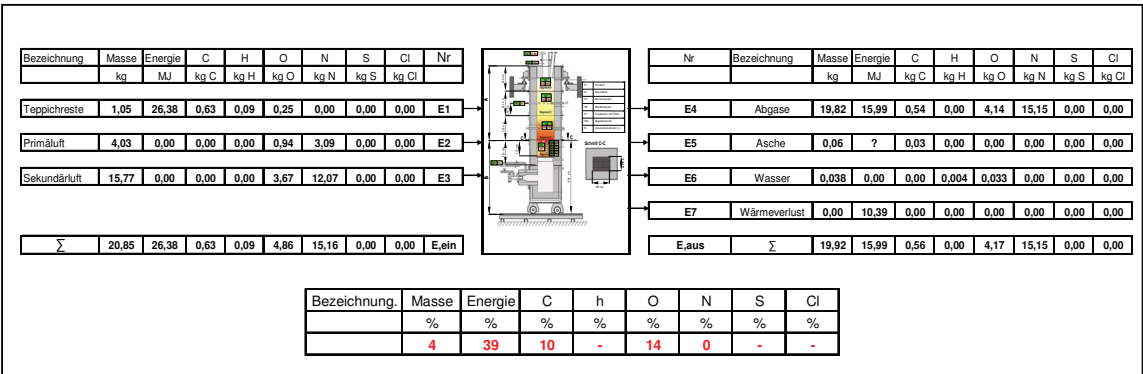 Bezeichnung Masse Energie C H O N S Cl Nr
kg MJ kg C kg H kg O kg N kg S kg Cl
Teppichreste 1,05 26,38 0,63 0,09 0,25 0,00 0,00 0,00 E1
Primäluft 4,03 0,00 0,00 0,00 0,94 3,09 0,00 0,00 E2
Sekundärluft 15,77 0,00 0,00 0,00 3,67 12,07 0,00 0,00 E3
∑ 20,85 26,38 0,63 0,09 4,86 15,16 0,00 0,00 E,ein
A
B
Schnitt C-C
Nr Bezeichnung Masse Energie C H O N S Cl
kg MJ kg C kg H kg O kg N kg S kg Cl
E4 Abgase 19,82 15,99 0,54 0,00 4,14 15,15 0,00 0,00
E5 Asche 0,06 ? 0,03 0,00 0,00 0,00 0,00 0,00
E6 Wasser 0,038 0,00 0,00 0,004 0,033 0,00 0,00 0,00
E7 Wärmeverlust 0,00 10,39 0,00 0,00 0,00 0,00 0,00 0,00
E,aus ∑ 19,92 15,99 0,56 0,00 4,17 15,15 0,00 0,00
Bezeichnung. Masse Energie C h O N S Cl
% % % % % % % %
4 39 10 - 14 0 - -